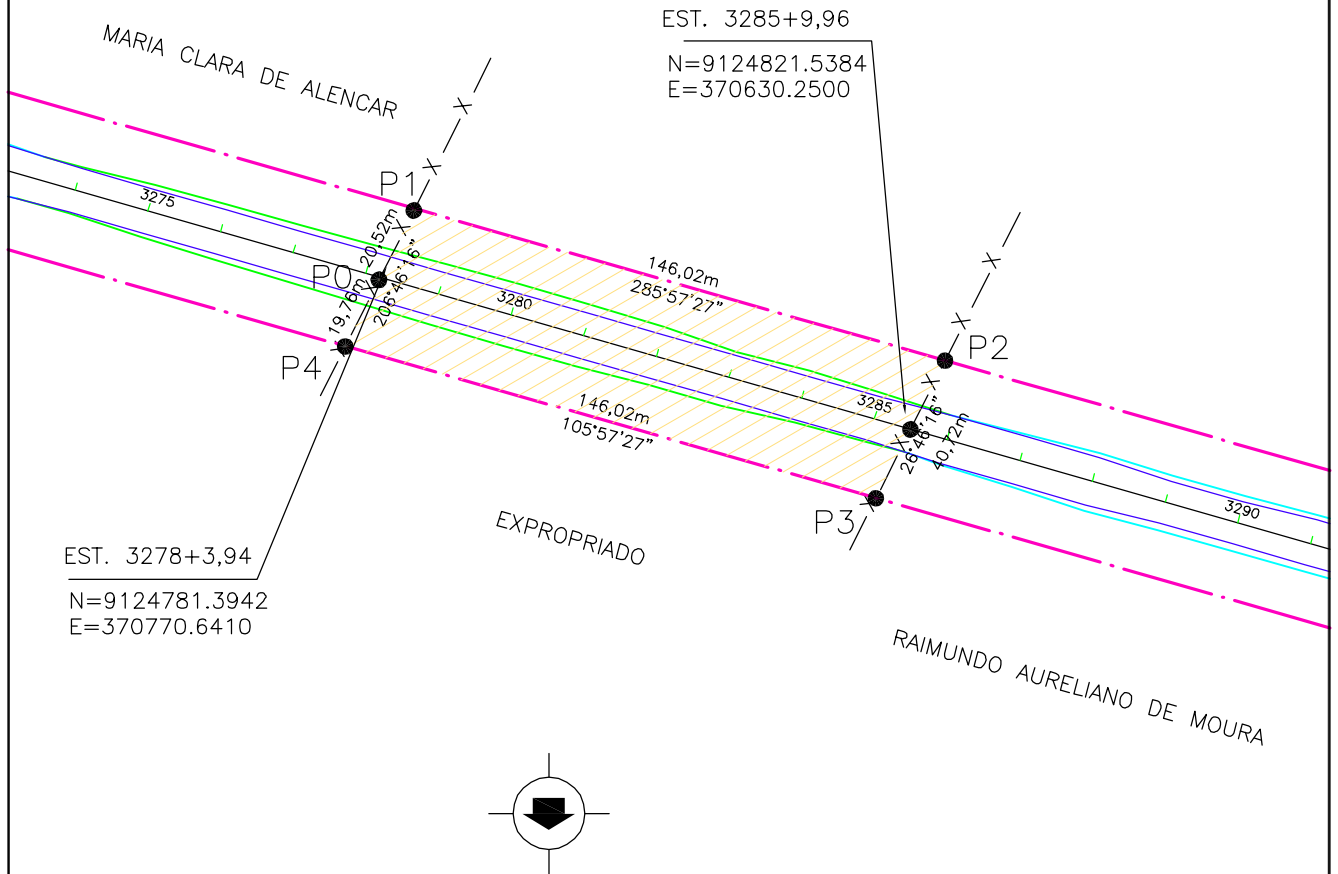 EST. 3285+9,96
N=9124821.5384
E=370630.2500
MARIA CLARA DE ALENCAR
X
X
P1
3275
20,52m
X
206°46'16"
P0
X
19,76m
P4
X
146,02m
285°57'27"
3280
X
X
P2
X
3285
26°46'16"
40,72m
X
146,02m
105°57'27"
P3
X
3290
EXPROPRIADO
EST. 3278+3,94
N=9124781.3942
E=370770.6410
RAIMUNDO AURELIANO DE MOURA